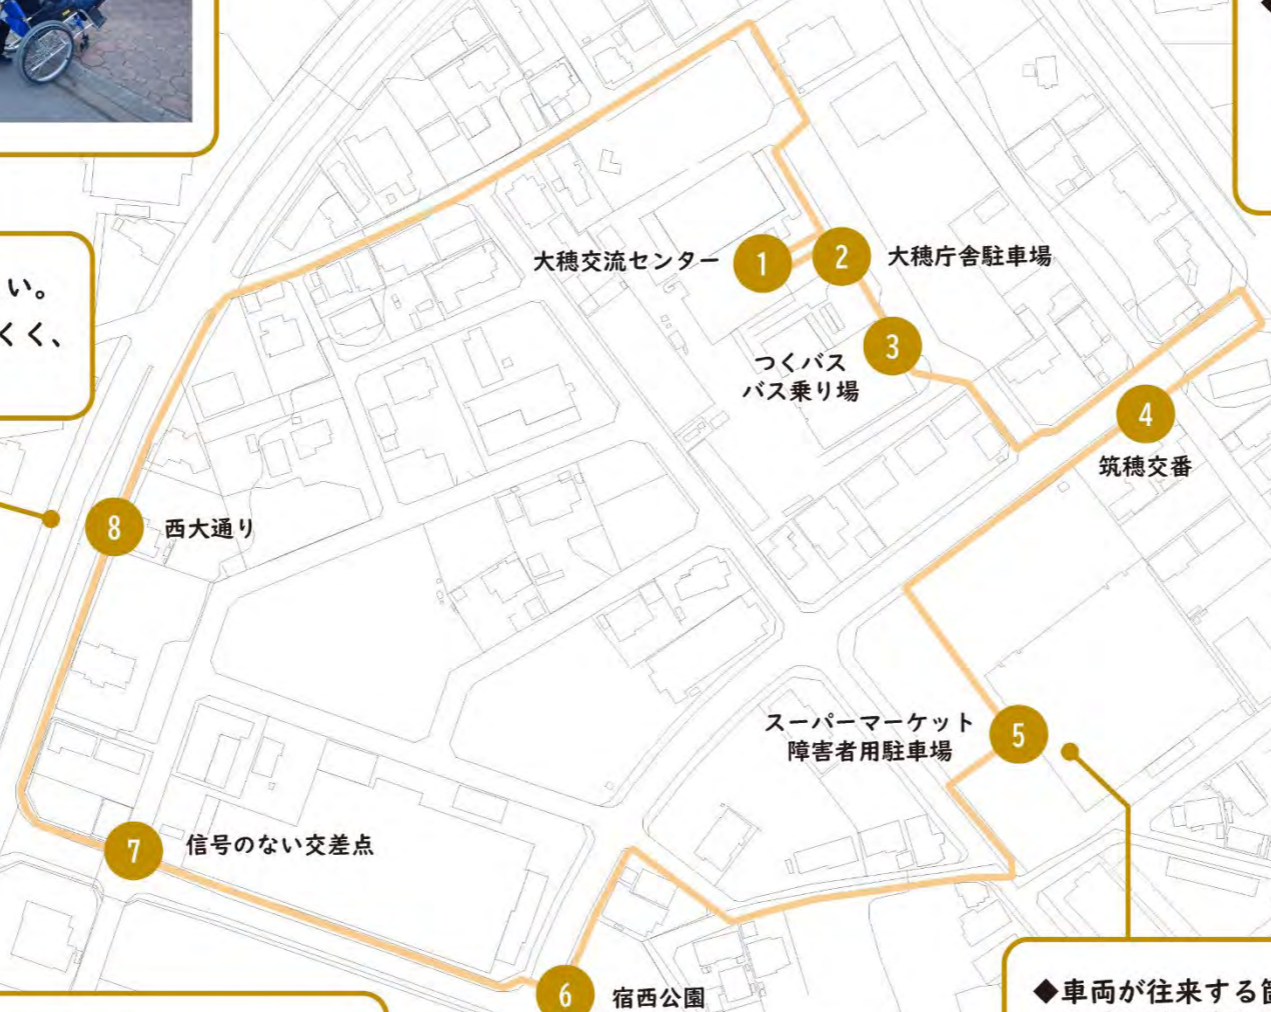 い。
くく、
1
大穂交流センター
2
大穂庁舎駐車場
3
つくバス
バス乗り場
4
筑穂交番
5
スーパーマーケット
障害者用駐車場
6
宿西公園
7
信号のない交差点
8
西大通り
◆車両が往来する箇